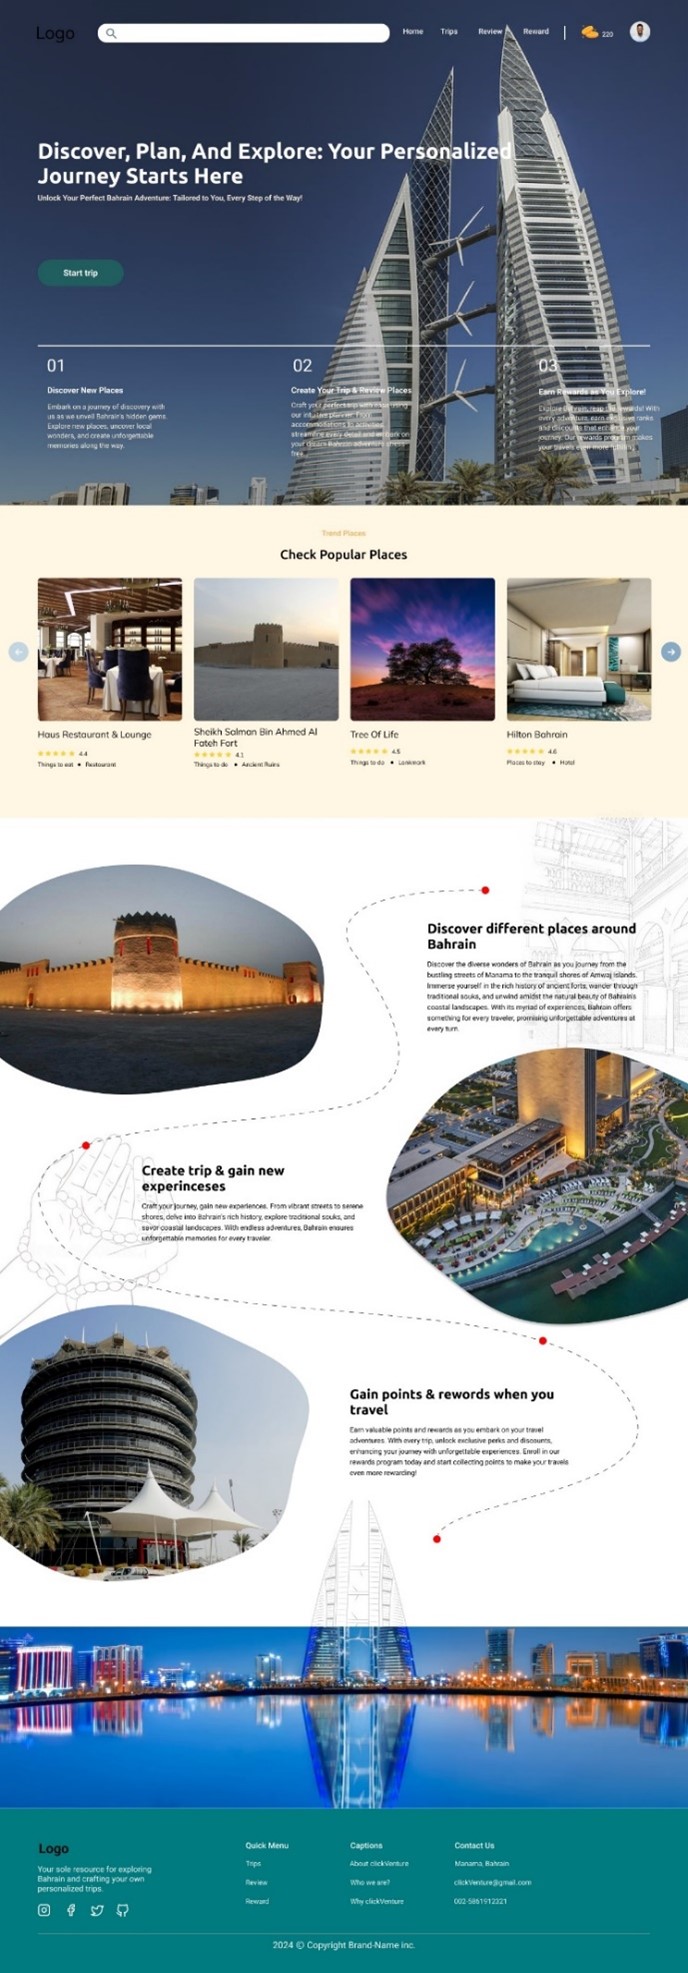 Logo
Home Trips Review Reward 220
Discover, Plan, And Explore: Your Personalized
Journey Starts Here
Unlock Your Perfect Bahrain Adventure: Tailored to You, Every Step of the Way!
Start trip
01
Discover New Places
Embark on a journey of discovery with
us as we unveil Bahrain's hidden gems.
Explore new places, uncover local
wonders, and create unforgettable
memories along the way.
02
Create Your Trip & Review Places
Craft your perfect trip with
our intuitive planner. From
accommodations to activities,
streamline every detail and embark on
your dream Bahrain adventure
free.
03
Earn Rewards as You Explore!
Explore Bahrain, reap the rewards! With
every adventure, earn exclusive ranks
and discounts that enhance your
journey. Our rewards program makes
your travels even more
Trend Places
Check Popular Places
Haus Restaurant & Lounge
4.4
Things to eat • Restaurant
Sheikh Salman Bin Ahmed Al
Fateh Fort
4.1
Things to do • Ancient Ruins
Tree Of Life
4.5
Things to do • Landmark
Hilton Bahrain
4.6
Places to stay • Hotel
Discover different places around
Bahrain
Discover the diverse wonders of Bahrain as you journey from the
bustling streets of Manama to the tranquil shores of Amwaj Islands.
Immerse yourself in the rich history of ancient forts, wander through
traditional souks, and unwind amidst the natural beauty of Bahrain's
coastal landscapes. With its myriad of experiences, Bahrain offers
something for every traveler, promising unforgettable adventures at
every turn.
Create trip & gain new
experinceses
Craft your journey, gain new experiences. From vibrant streets to serene
shores, delve into Bahrain's rich history, explore traditional souks, and
savor coastal landscapes. With endless adventures, Bahrain ensures
unforgettable memories for every traveler.
Gain points & rewords when you
travel
Earn valuable points and rewards as you embark on your travel
adventures. With every trip, unlock exclusive perks and discounts,
enhancing your journey with unforgettable experiences. Enroll in our
rewards program today and start collecting points to make your travels
even more rewarding!
Logo
Your sole resource for exploring
Bahrain and crafting your own
personalized trips.
Quick Menu
Trips
Review
Reward
Captions
About clickVenture
Who we are?
Why clickVenture
Contact Us
Manama, Bahrain
clickVenture@gmail.com
002-5861912321
2024 © Copyright Brand-Name inc.